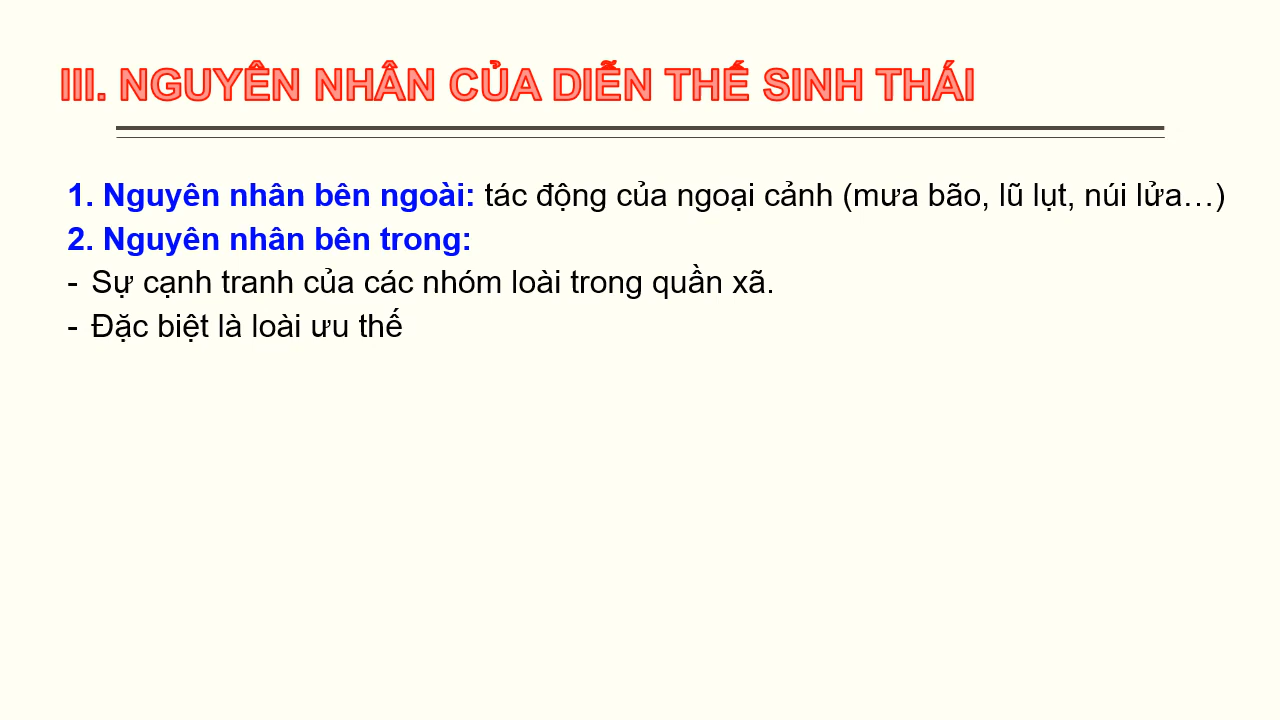 III. NGUYÊN NHÂN CỦA DIỄN THẾ SINH THÁI
1. Nguyên nhân bên ngoài: tác động của ngoại cảnh (mưa bão, lũ lụt, núi lửa…)
2. Nguyên nhân bên trong:
- Sự cạnh tranh của các nhóm loài trong quần xã.
- Đặc biệt là loài ưu thế